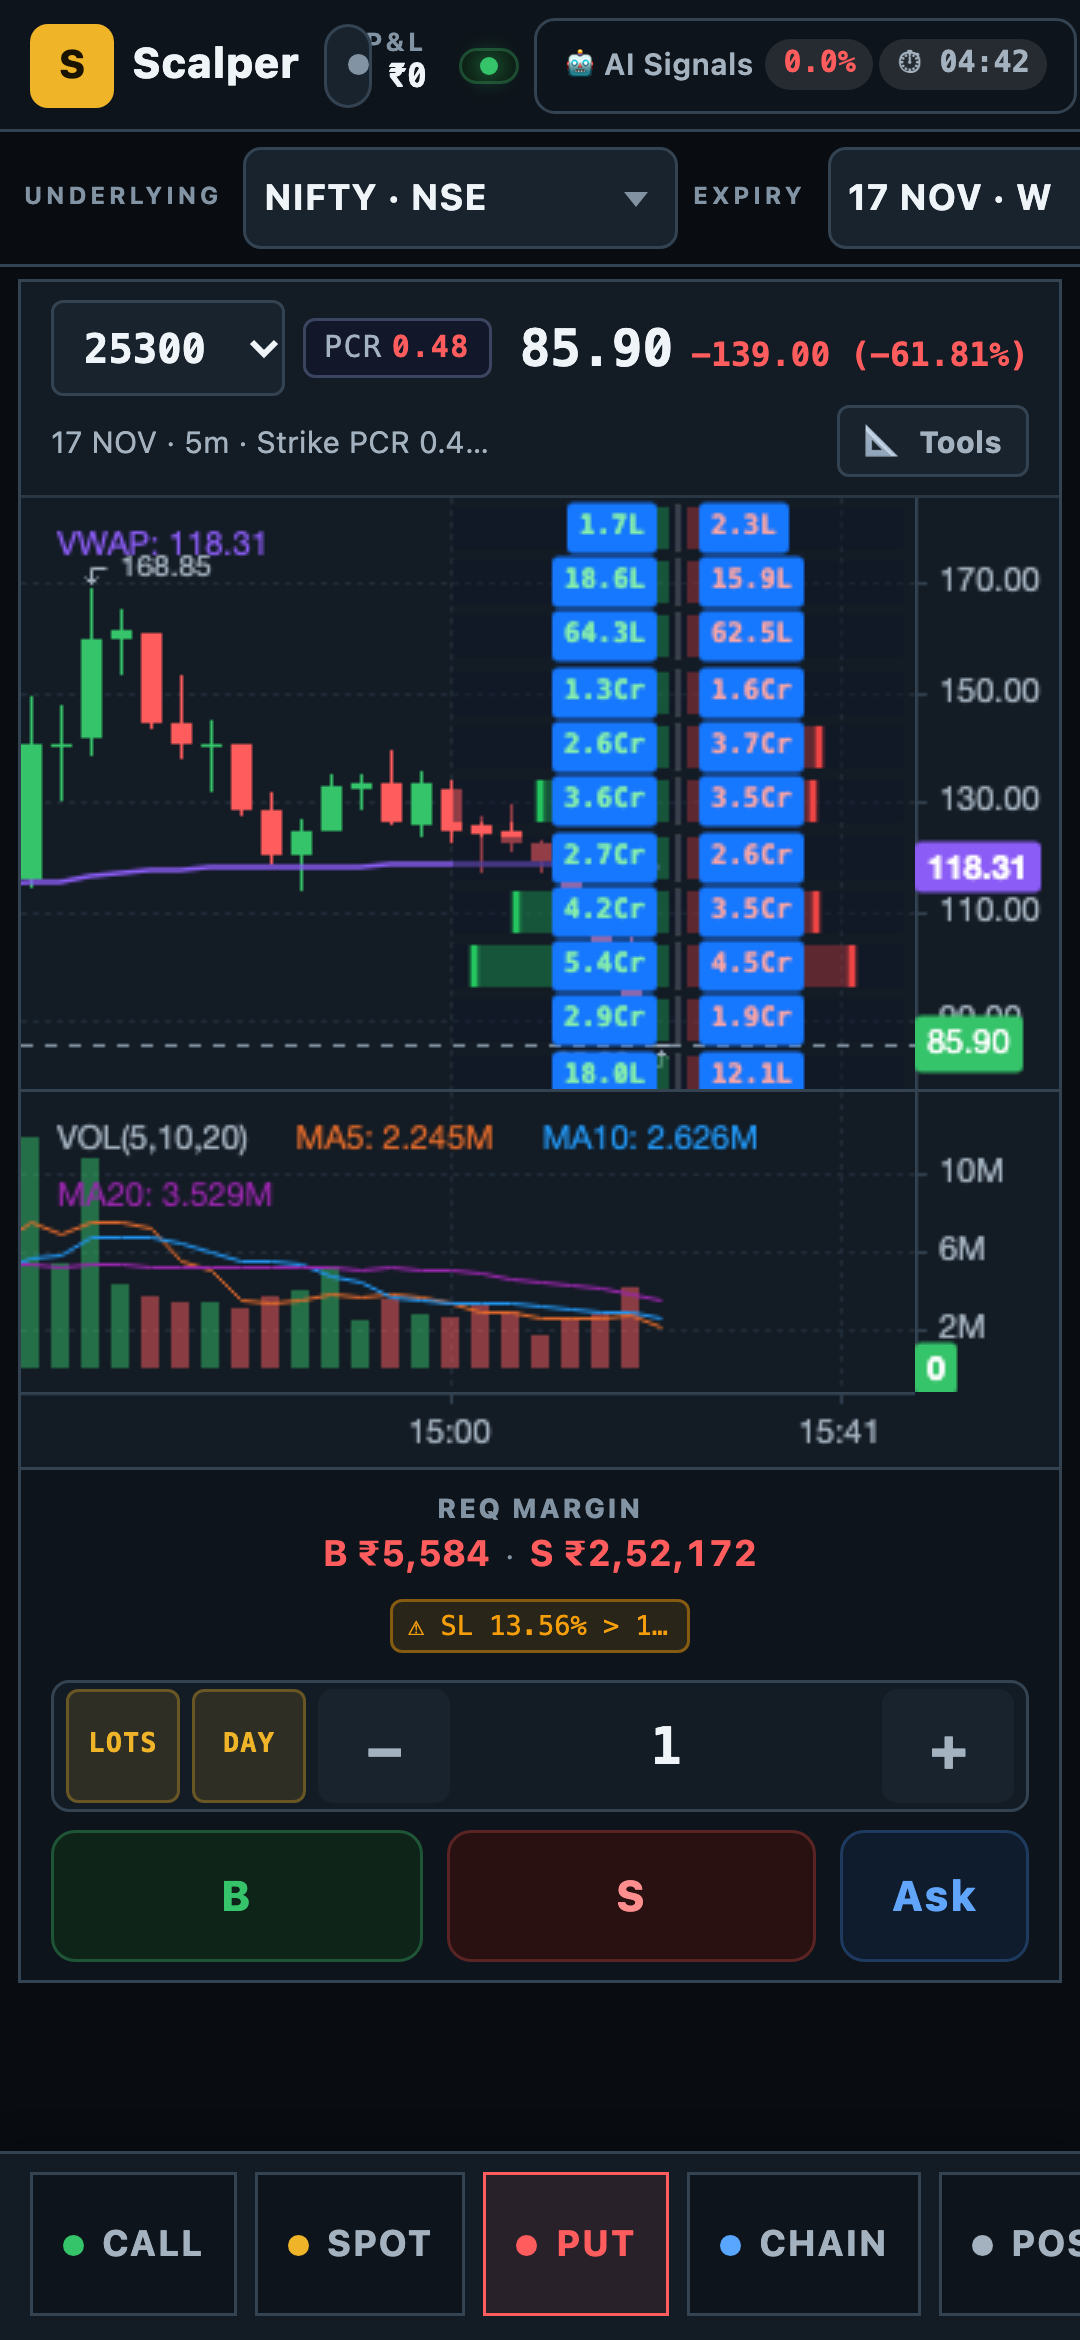 S Scalper P&L ₹0 🤖 AI Signals 0.0% ⏱ 04:42
UNDERLYING NIFTY · NSE EXPIRY 17 NOV · W
25300 PCR 0.48 85.90 −139.00 (−61.81%)
17 NOV · 5m · Strike PCR 0.4…
📐 Tools
VWAP: 118.31
168.85
1.7L 2.3L
18.6L 15.9L 170.00
64.3L 62.5L
1.3Cr 1.6Cr 150.00
2.6Cr 3.7Cr
3.6Cr 3.5Cr 130.00
2.7Cr 2.6Cr 118.31
4.2Cr 3.5Cr 110.00
5.4Cr 4.5Cr
2.9Cr 1.9Cr
85.90
18.0L 12.1L
VOL(5,10,20) MA5: 2.245M MA10: 2.626M
MA20: 3.529M
10M
6M
2M
0
15:00 15:41
REQ MARGIN
B ₹5,584 · S ₹2,52,172
⚠ SL 13.56% > 1…
LOTS DAY − 1 +
B S Ask
CALL SPOT PUT CHAIN POS